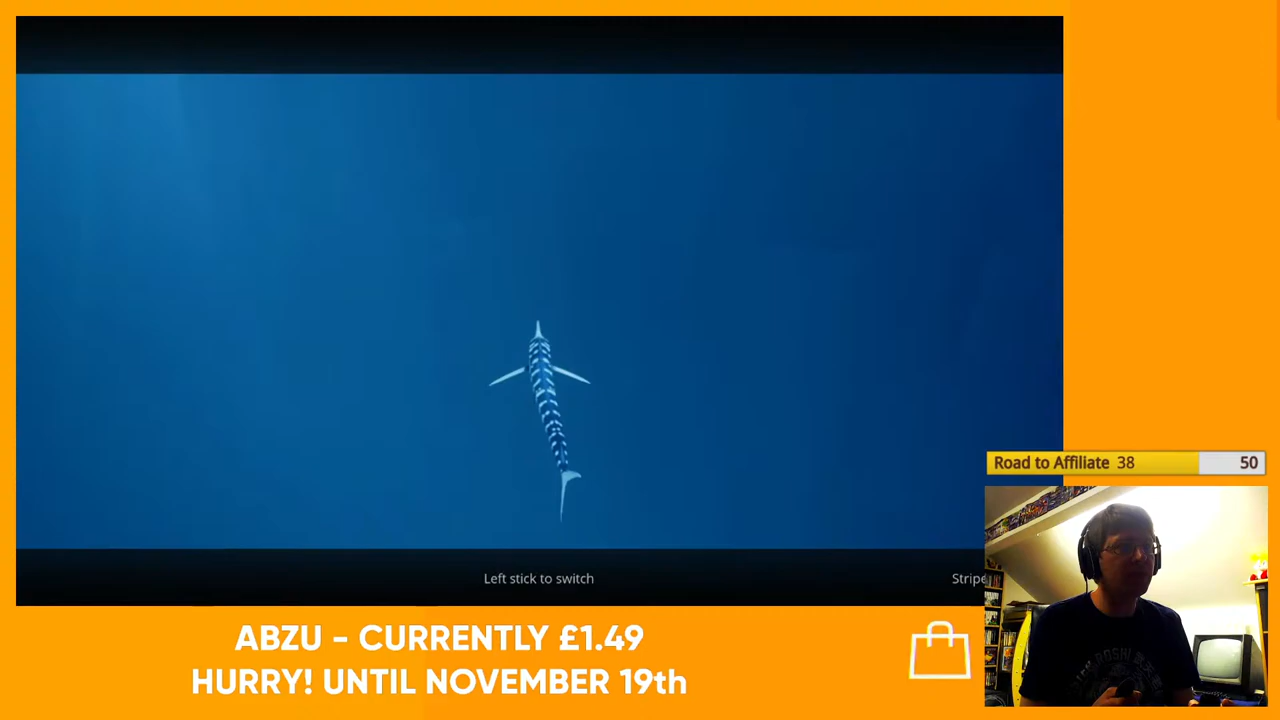 Left stick to switch
Stripe
Road to Affiliate 38 50
ABZU - CURRENTLY £1.49
HURRY! UNTIL NOVEMBER 19th